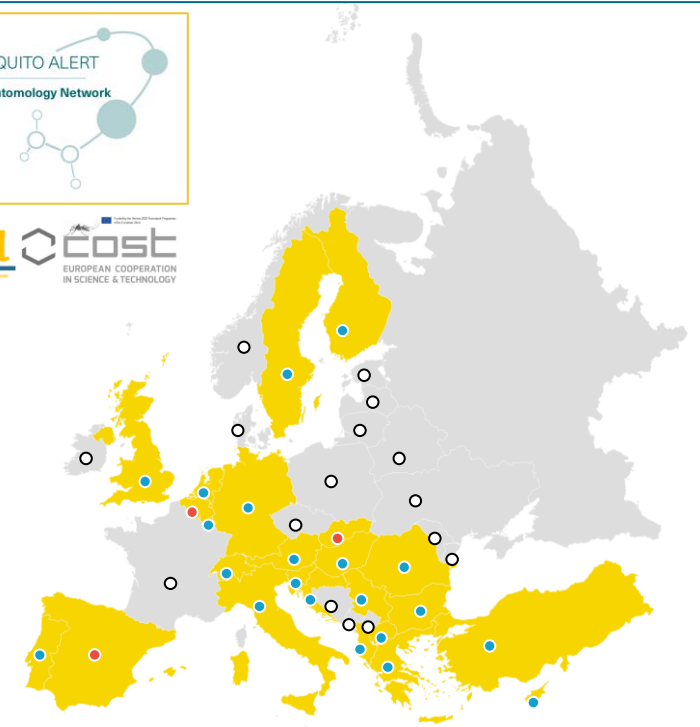 QUITO ALERT
ntomology Network
cost
EUROPEAN COOPERATION
IN SCIENCE & TECHNOLOGY